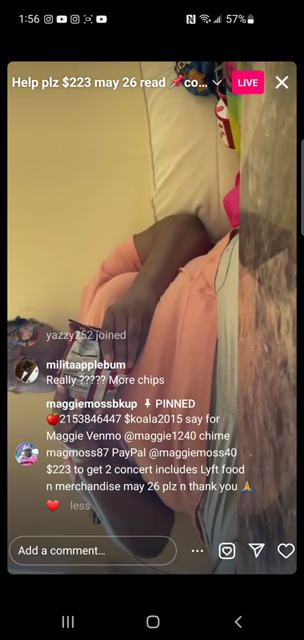 1:56
57%
Help plz $223 may 26 read 📌co...
LIVE
yazzy252 joined
militaapplebum
Really ????? More chips
maggiemossbkup 📌 PINNED
🍎2153846447 $koala2015 say for
Maggie Venmo @maggie1240 chime
magmoss87 PayPal @maggiemoss40
$223 to get 2 concert includes Lyft food
n merchandise may 26 plz n thank you 🙏
❤️ less
Add a comment...